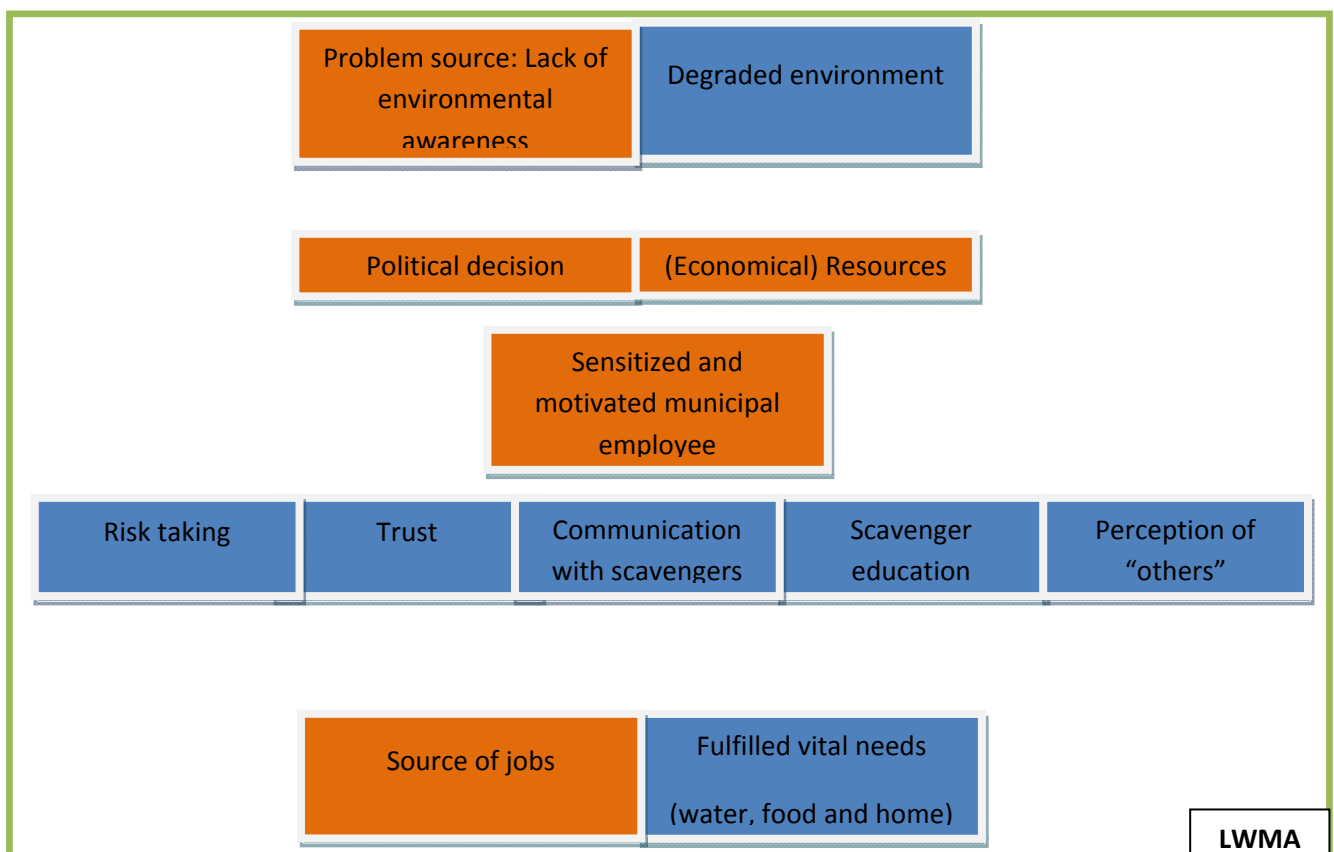 Problem source: Lack of
environmental
awareness
Degraded environment
Political decision
(Economical) Resources
Sensitized and
motivated municipal
employee
Risk taking
Trust
Communication
with scavengers
Scavenger
education
Perception of
“others”
Source of jobs
Fulfilled vital needs
(water, food and home)
LWMA